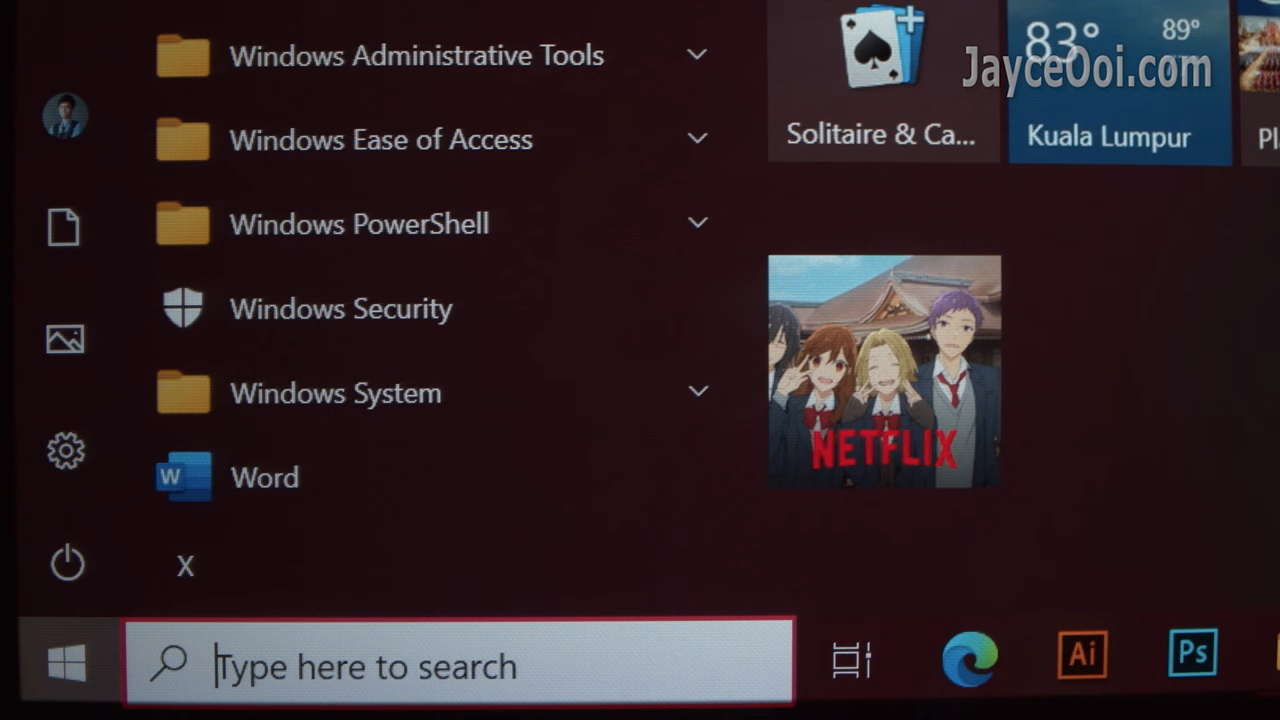 Windows Administrative Tools
Windows Ease of Access
Windows PowerShell
Windows Security
Windows System
W Word
X
Solitaire & Ca...
83° 89°
JayceOoi.com
Kuala Lumpur
NETFLIX
Type here to search
Ai
Ps